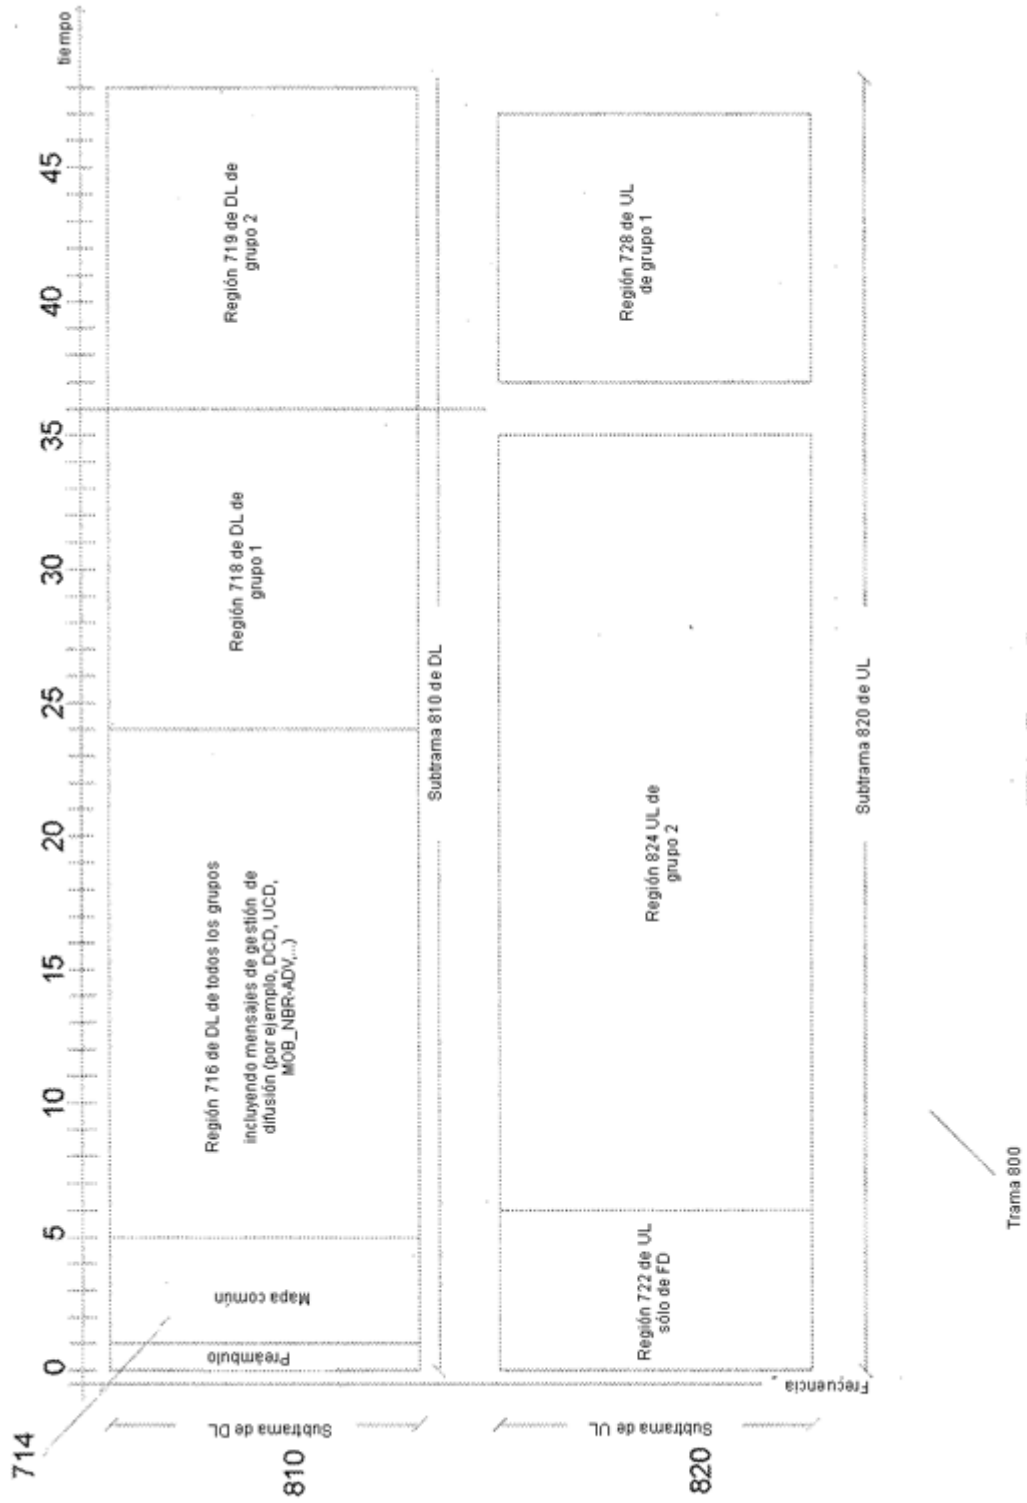 tiempo
0
5
10
15
20
25
30
35
40
45
714
810
Subtrama de DL
Preámbulo
Mapa común
Región 716 de DL de todos los grupos
incluyendo mensajes de gestión de
difusión (por ejemplo, DCD, UCD,
MOB_NBR-ADV,...)
Región 718 de DL de
grupo 1
Región 719 de DL de
grupo 2
Subtrama 810 de DL
820
Subtrama de UL
Región 722 de UL
sólo de FD
Región 824 UL de
grupo 2
Región 728 de UL
de grupo 1
Subtrama 820 de UL
Frecuencia
Trama 800